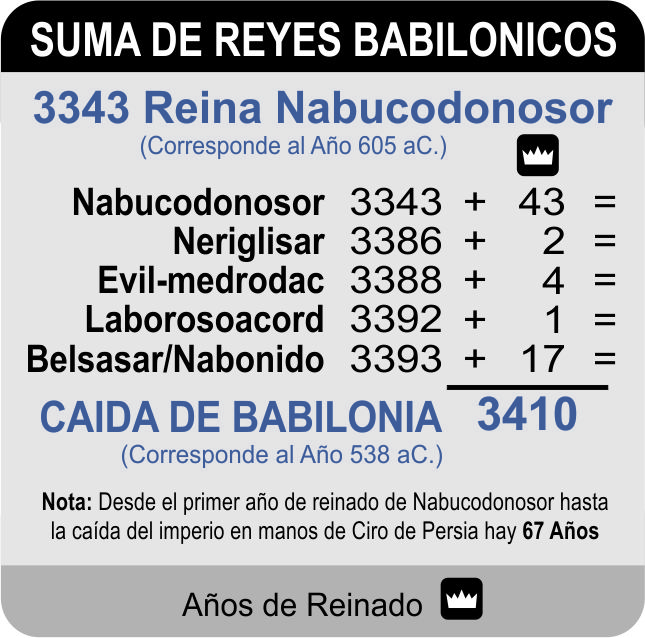 SUMA DE REYES BABILONICOS
3343 Reina Nabucodonosor
(Corresponde al Año 605 aC.)
Nabucodonosor 3343 + 43 =
Neriglisar 3386 + 2 =
Evil-medrodac 3388 + 4 =
Laborosoacord 3392 + 1 =
Belsasar/Nabonido 3393 + 17 =
CAIDA DE BABILONIA 3410
(Corresponde al Año 538 aC.)
Nota: Desde el primer año de reinado de Nabucodonosor hasta
la caída del imperio en manos de Ciro de Persia hay 67 Años
Años de Reinado